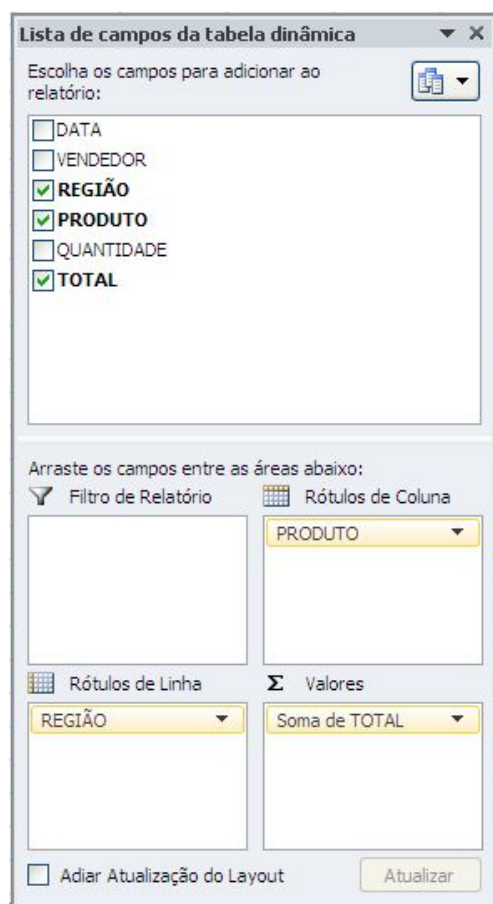 Lista de campos da tabela dinâmica
Escolha os campos para adicionar ao
relatório:
DATA
VENDEDOR
REGIÃO
PRODUTO
QUANTIDADE
TOTAL
Arraste os campos entre as áreas abaixo:
Filtro de Relatório
Rótulos de Coluna
PRODUTO
Rótulos de Linha
Σ Valores
REGIÃO
Soma de TOTAL
Adiar Atualização do Layout
Atualizar